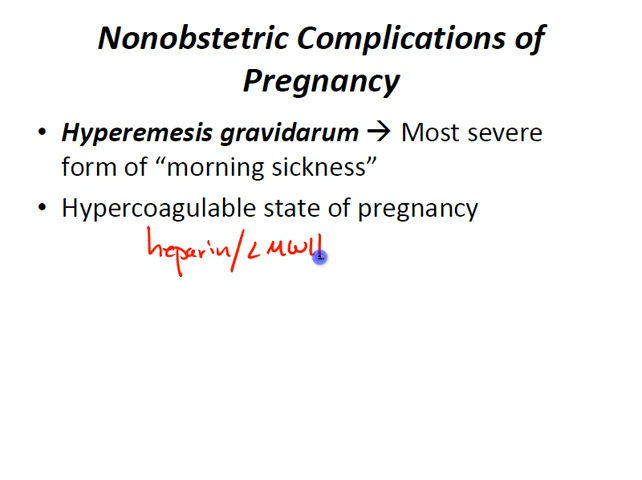 Nonobstetric Complications of
Pregnancy
• Hyperemesis gravidarum → Most severe
form of “morning sickness”
• Hypercoagulable state of pregnancy
heparin/LMWH